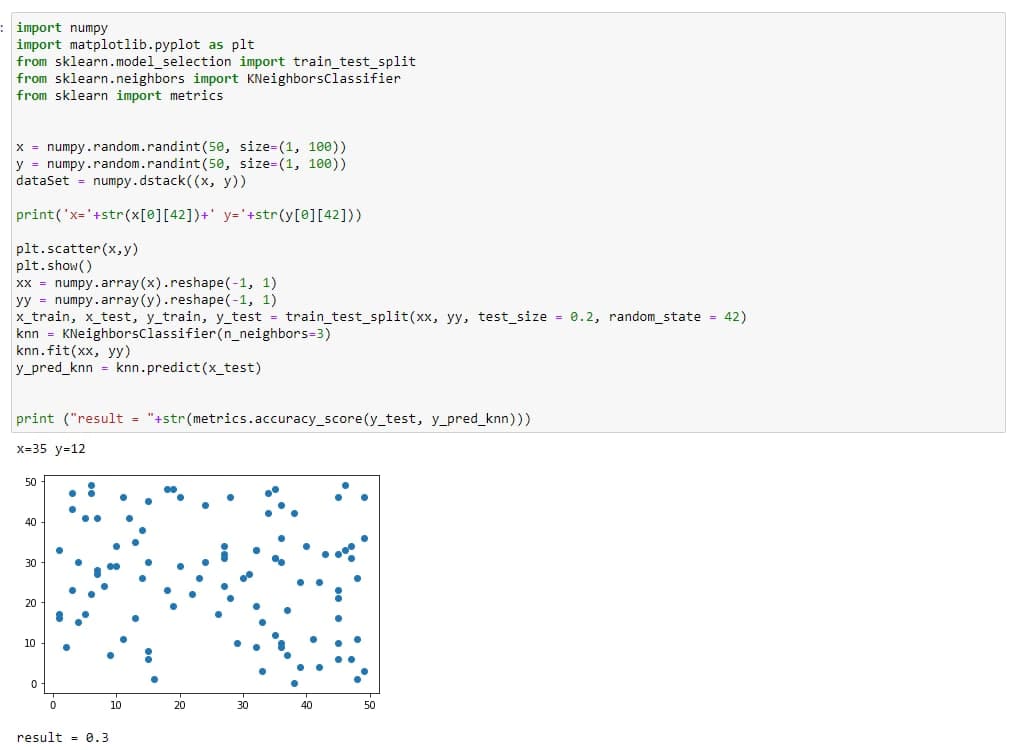 :
import numpy
import matplotlib.pyplot as plt
from sklearn.model_selection import train_test_split
from sklearn.neighbors import KNeighborsClassifier
from sklearn import metrics
x = numpy.random.randint(50, size=(1, 100))
y = numpy.random.randint(50, size=(1, 100))
dataSet = numpy.dstack((x, y))
print('x='+str(x[0][42])+' y='+str(y[0][42]))
plt.scatter(x,y)
plt.show()
xx = numpy.array(x).reshape(-1, 1)
yy = numpy.array(y).reshape(-1, 1)
x_train, x_test, y_train, y_test = train_test_split(xx, yy, test_size = 0.2, random_state = 42)
knn = KNeighborsClassifier(n_neighbors=3)
knn.fit(xx, yy)
y_pred_knn = knn.predict(x_test)
print ("result = "+str(metrics.accuracy_score(y_test, y_pred_knn)))
x=35 y=12
50
40
30
20
10
0
0 10 20 30 40 50
result = 0.3